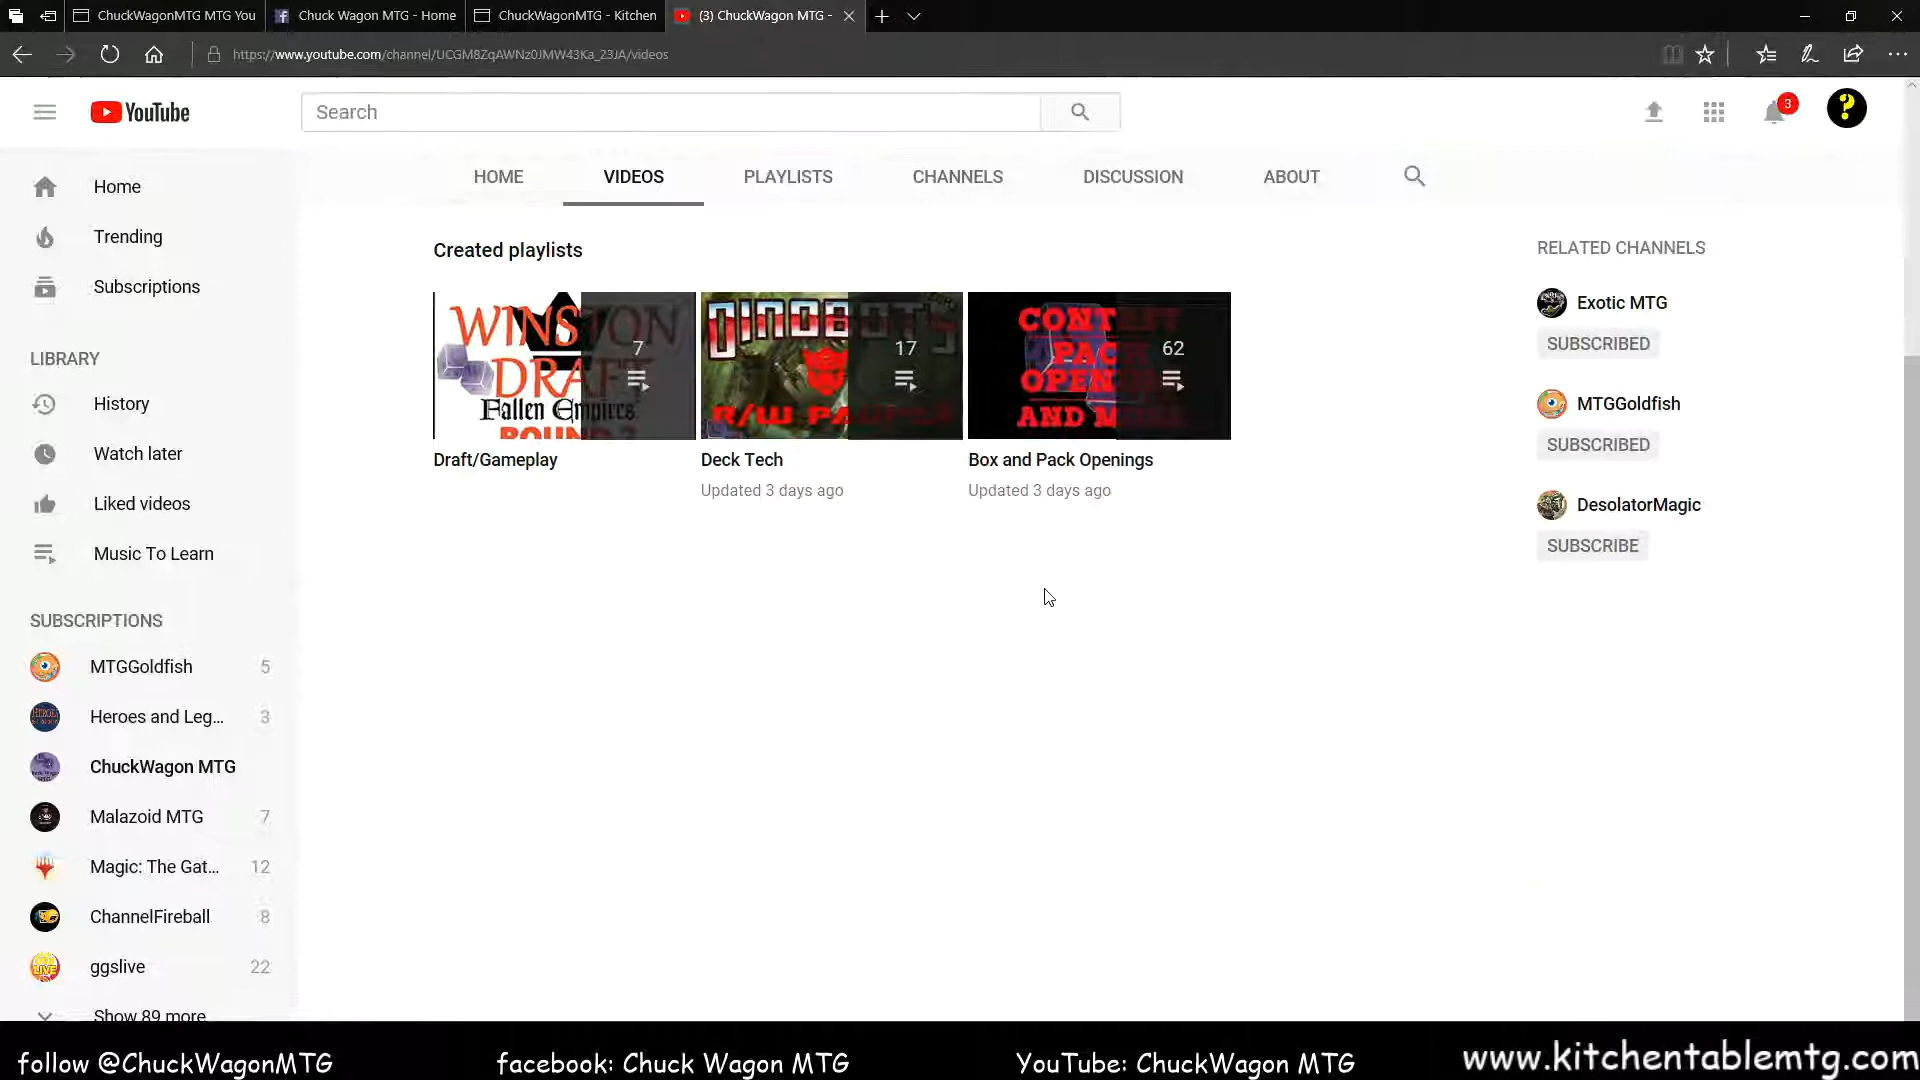 ChuckWagonMTG MTG You
Chuck Wagon MTG - Home
ChuckWagonMTG - Kitchen
(3) ChuckWagon MTG -
https://www.youtube.com/channel/UCGM8ZqAWNz0JMW43Ka_23JA/videos
YouTube
Search
3
?
HOME
VIDEOS
PLAYLISTS
CHANNELS
DISCUSSION
ABOUT
Home
Trending
Subscriptions
LIBRARY
History
Watch later
Liked videos
Music To Learn
SUBSCRIPTIONS
MTGGoldfish 5
Heroes and Leg... 3
ChuckWagon MTG
Malazoid MTG 7
Magic: The Gat... 12
ChannelFireball 8
ggslive 22
Show 89 more
Created playlists
WINSTON
DRAFT
Fallen Empires
ROUND 2
7
Draft/Gameplay
DINOBOTS
R/W PAUPER
17
Deck Tech
Updated 3 days ago
CONTEST
PACK
OPENING
AND M
62
Box and Pack Openings
Updated 3 days ago
RELATED CHANNELS
Exotic MTG
SUBSCRIBED
MTGGoldfish
SUBSCRIBED
DesolatorMagic
SUBSCRIBE
follow @ChuckWagonMTG
facebook: Chuck Wagon MTG
YouTube: ChuckWagon MTG
www.kitchentablemtg.com